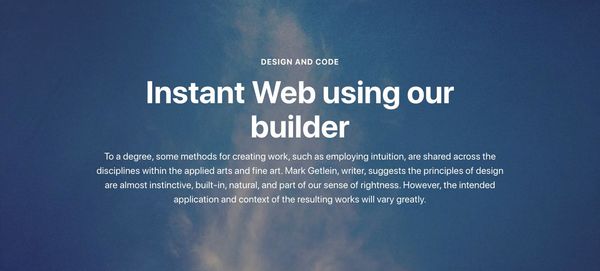 DESIGN AND CODE
Instant Web using our
builder
To a degree, some methods for creating work, such as employing intuition, are shared across the
disciplines within the applied arts and fine art. Mark Getlein, writer, suggests the principles of design
are almost instinctive, built-in, natural, and part of our sense of rightness. However, the intended
application and context of the resulting works will vary greatly.